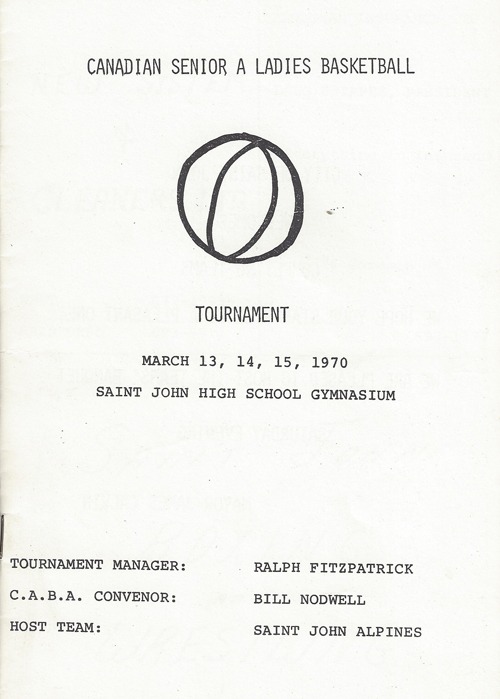 CANADIAN SENIOR A LADIES BASKETBALL
TOURNAMENT
MARCH 13, 14, 15, 1970
SAINT JOHN HIGH SCHOOL GYMNASIUM
TOURNAMENT MANAGER: RALPH FITZPATRICK
C.A.B.A. CONVENOR: BILL NODWELL
HOST TEAM: SAINT JOHN ALPINES